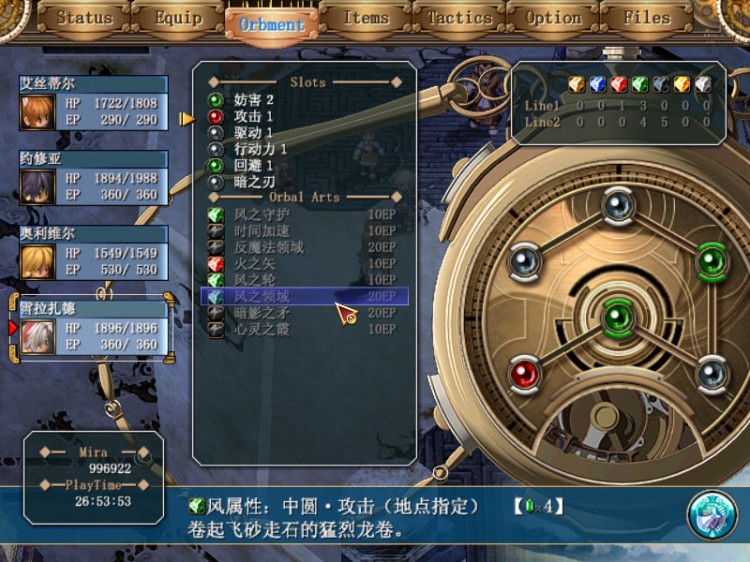 Status Equip Orbment Items Tactics Option Files
艾丝蒂尔
HP 1722/1808
EP 290/ 290
约修亚
HP 1894/1988
EP 360/ 360
奥利维尔
HP 1549/1549
EP 530/ 530
雪拉扎德
HP 1896/1896
EP 360/ 360
Mira
996922
PlayTime
26:53:53
Slots
妨害 2
攻击 1
驱动 1
行动力 1
回避 1
暗之刃
Orbal Arts
风之守护 10EP
时间加速 10EP
反魔法领域 20EP
火之矢 10EP
风之轮 10EP
风之领域 20EP
暗影之矛 20EP
心灵之霞 10EP
Line1 0 0 1 3 0 0 0
Line2 0 0 0 4 5 0 0
风属性：中圆·攻击（地点指定） 【×4】
卷起飞砂走石的猛烈龙卷。